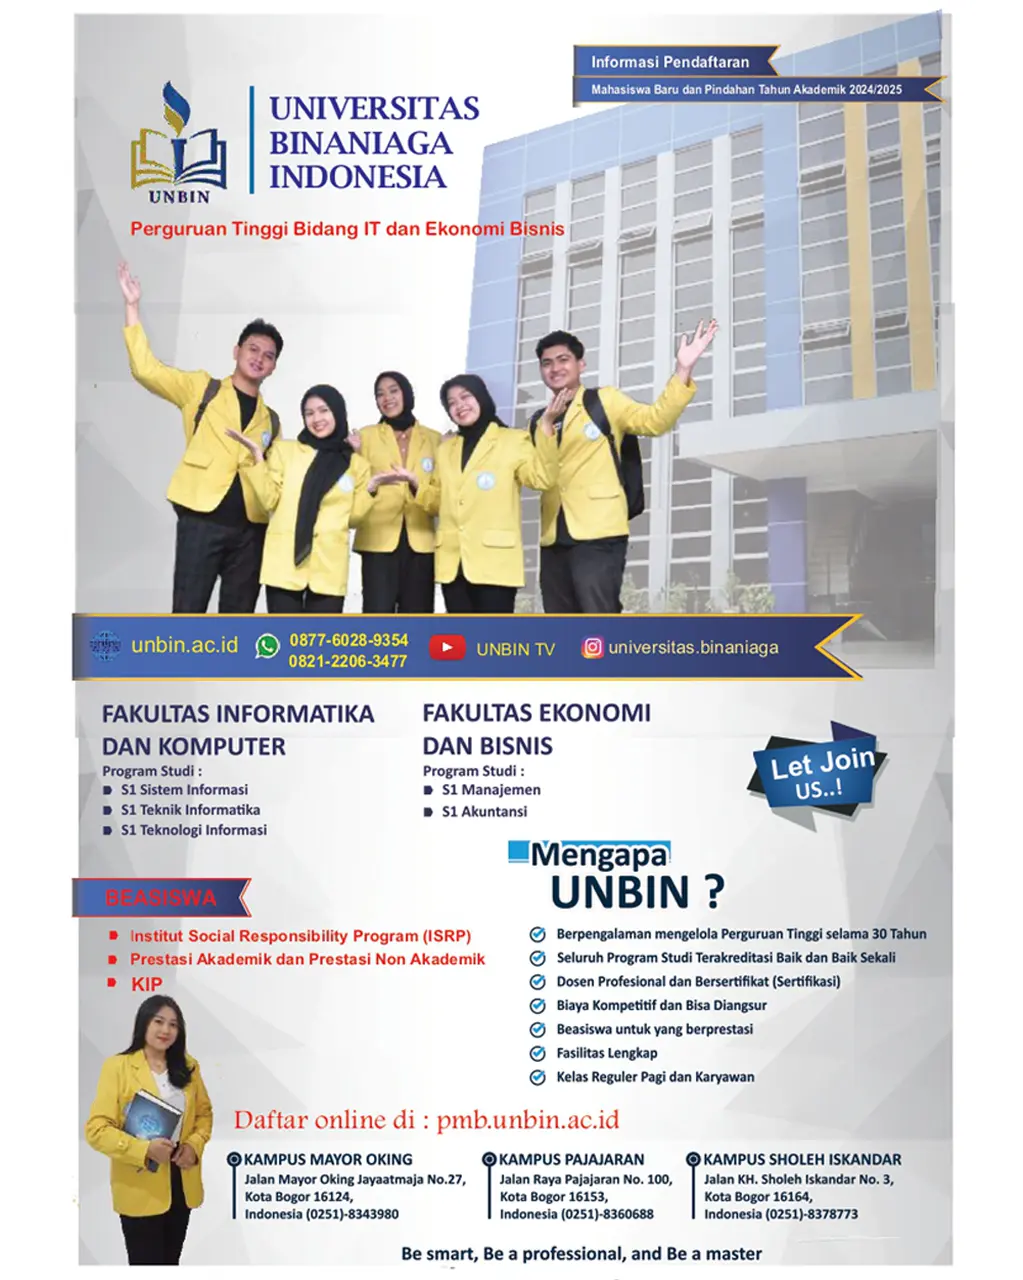 Informasi Pendaftaran
Mahasiswa Baru dan Pindahan Tahun Akademik 2024/2025
UNBIN
UNIVERSITAS
BINANIAGA
INDONESIA
Perguruan Tinggi Bidang IT dan Ekonomi Bisnis
unbin.ac.id
0877-6028-9354
0821-2206-3477
UNBIN TV
universitas.binaniaga
FAKULTAS INFORMATIKA
DAN KOMPUTER
Program Studi :
S1 Sistem Informasi
S1 Teknik Informatika
S1 Teknologi Informasi
FAKULTAS EKONOMI
DAN BISNIS
Program Studi :
S1 Manajemen
S1 Akuntansi
Let Join
US..!
BEASISWA
Institut Social Responsibility Program (ISRP)
Prestasi Akademik dan Prestasi Non Akademik
KIP
Mengapa
UNBIN ?
Berpengalaman mengelola Perguruan Tinggi selama 30 Tahun
Seluruh Program Studi Terakreditasi Baik dan Baik Sekali
Dosen Profesional dan Bersertifikat (Sertifikasi)
Biaya Kompetitif dan Bisa Diangsur
Beasiswa untuk yang berprestasi
Fasilitas Lengkap
Kelas Reguler Pagi dan Karyawan
Daftar online di : pmb.unbin.ac.id
KAMPUS MAYOR OKING
Jalan Mayor Oking Jayaatmaja No.27,
Kota Bogor 16124,
Indonesia (0251)-8343980
KAMPUS PAJAJARAN
Jalan Raya Pajajaran No. 100,
Kota Bogor 16153,
Indonesia (0251)-8360688
KAMPUS SHOLEH ISKANDAR
Jalan KH. Sholeh Iskandar No. 3,
Kota Bogor 16164,
Indonesia (0251)-8378773
Be smart, Be a professional, and Be a master